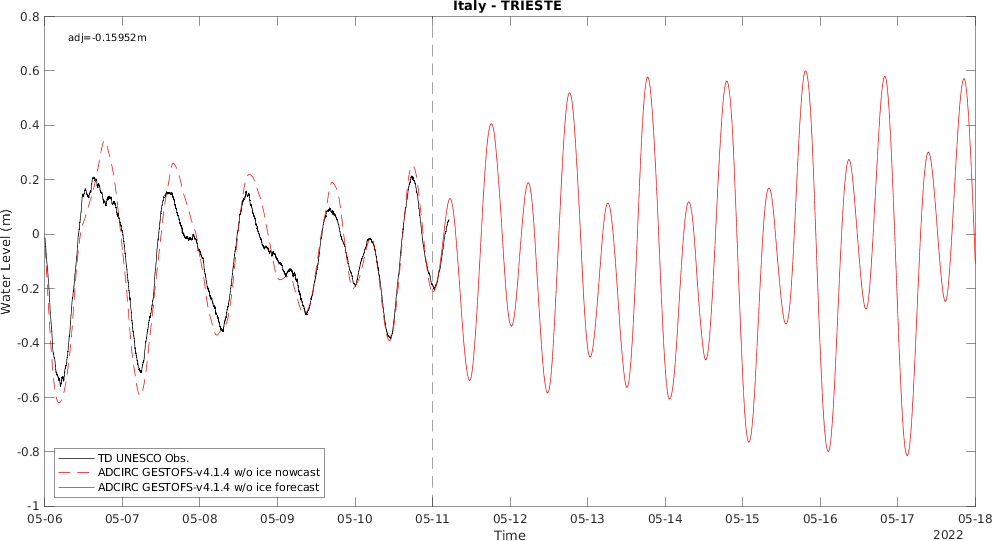 Italy - TRIESTE
adj=-0.15952m
0.8
0.6
0.4
0.2
0
-0.2
-0.4
-0.6
-0.8
-1
Water Level (m)
TD UNESCO Obs.
ADCIRC GESTOFS-v4.1.4 w/o ice nowcast
ADCIRC GESTOFS-v4.1.4 w/o ice forecast
05-06 05-07 05-08 05-09 05-10 05-11 05-12 05-13 05-14 05-15 05-16 05-17 05-18
Time
2022